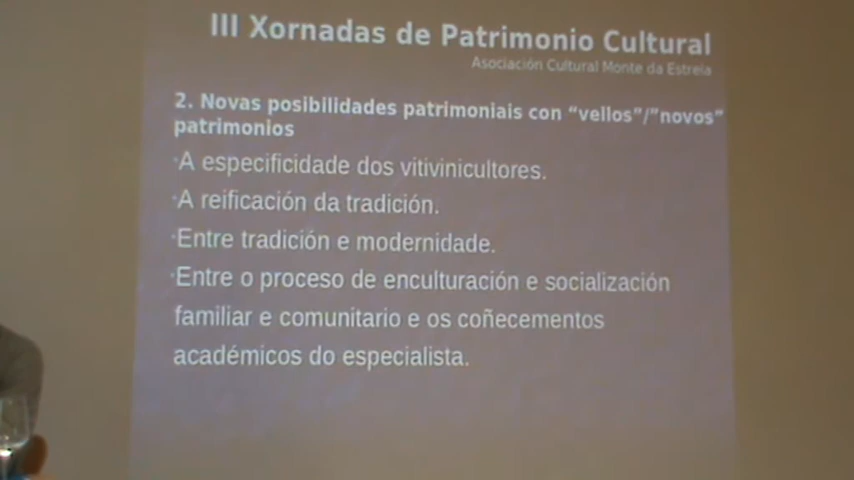 III Xornadas de Patrimonio Cultural
Asociación Cultural Monte da Estrela
2. Novas posibilidades patrimoniais con “vellos”/”novos”
patrimonios
·A especificidade dos vitivinicultores.
·A reificación da tradición.
·Entre tradición e modernidade.
·Entre o proceso de enculturación e socialización
familiar e comunitario e os coñecementos
académicos do especialista.